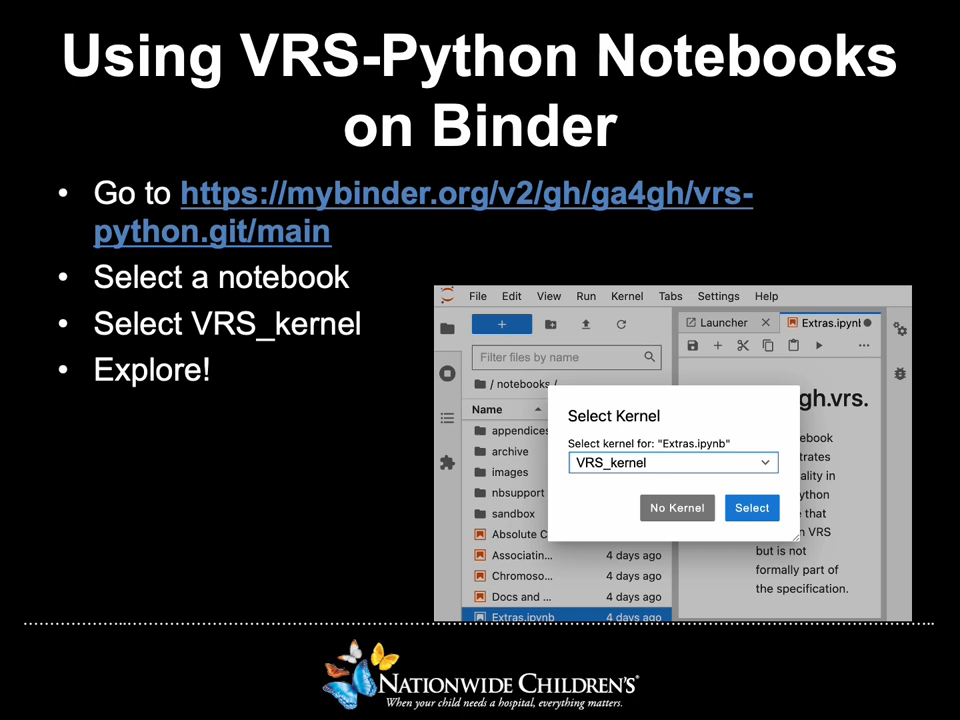 Using VRS-Python Notebooks
on Binder
• Go to https://mybinder.org/v2/gh/ga4gh/vrs-
python.git/main
• Select a notebook
• Select VRS_kernel
• Explore!
File Edit View Run Kernel Tabs Settings Help
+
Launcher
Extras.ipynb
Filter files by name
/ notebooks /
Name
appendices
archive
images
nbsupport
sandbox
Absolute C
Associatin... 4 days ago
Chromoso... 4 days ago
Docs and ... 4 days ago
Extras.ipynb 4 days ago
Select Kernel
Select kernel for: "Extras.ipynb"
VRS_kernel
No Kernel Select
gh.vrs.
ebook
trates
ality in
ython
e that
n VRS
but is not
formally part of
the specification.
NATIONWIDE CHILDREN'S®
When your child needs a hospital, everything matters.